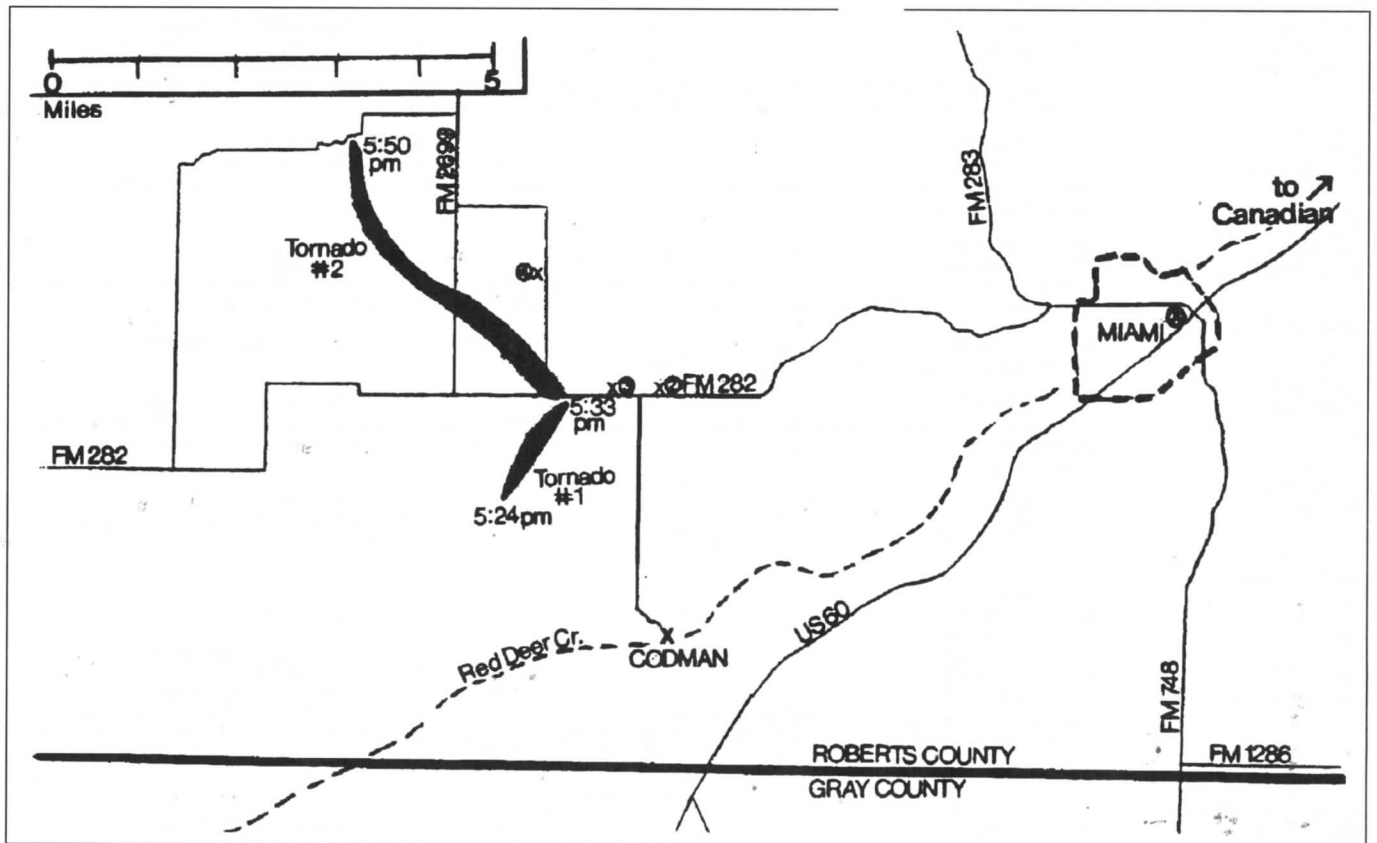 0
5
Miles
5:50
pm
FM 2699
FM 283
to
Canadian
Tornado
#2
MIAMI
FM 282
5:33
pm
FM 282
Tornado
#1
5:24pm
Red Deer Cr.
CODMAN
X
US 60
FM 748
ROBERTS COUNTY
FM 1286
GRAY COUNTY